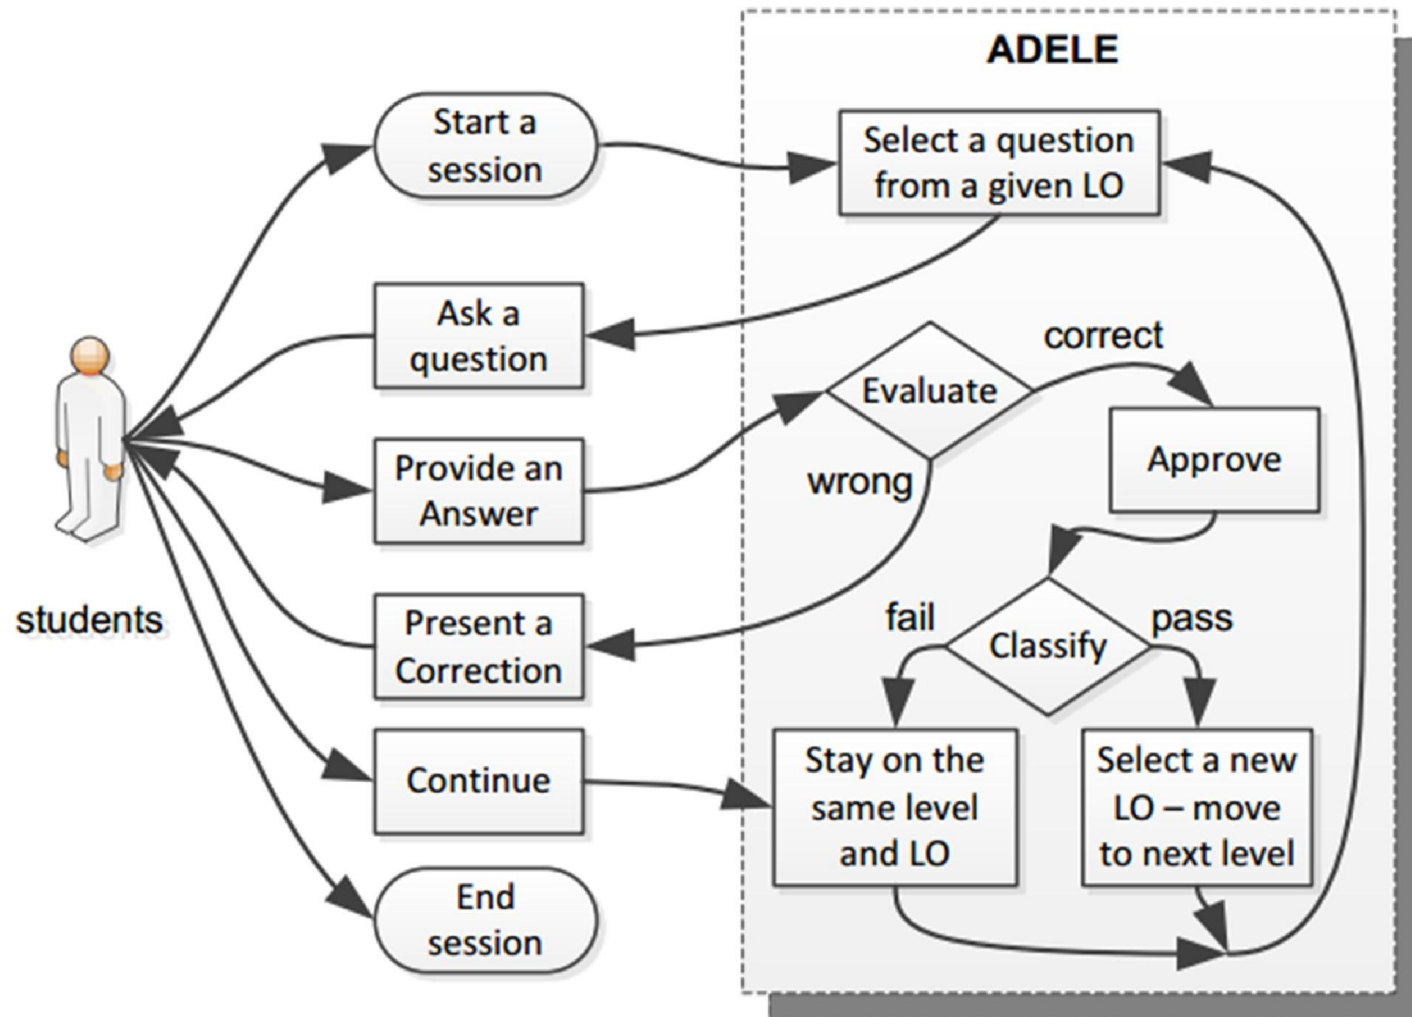 ADELE
Start a
session
Select a question
from a given LO
Ask a
question
correct
Evaluate
Approve
wrong
Provide an
Answer
students
Present a
Correction
fail
pass
Classify
Continue
Stay on the
same level
and LO
Select a new
LO – move
to next level
End
session